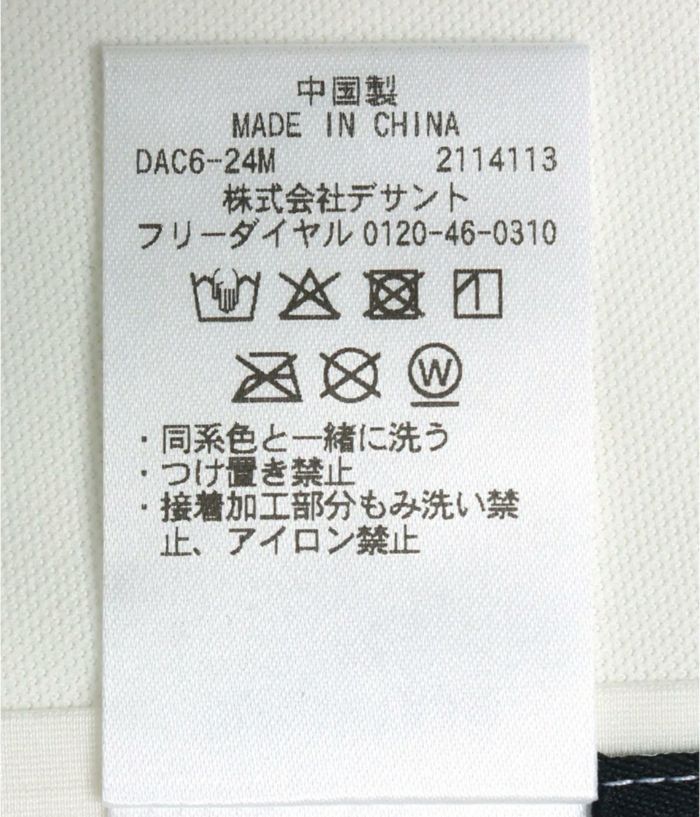 中国製
MADE IN CHINA
DAC6-24M 2114113
株式会社デサント
フリーダイヤル 0120-46-0310
W
・同系色と一緒に洗う
・つけ置き禁止
・接着加工部分もみ洗い禁
止、アイロン禁止